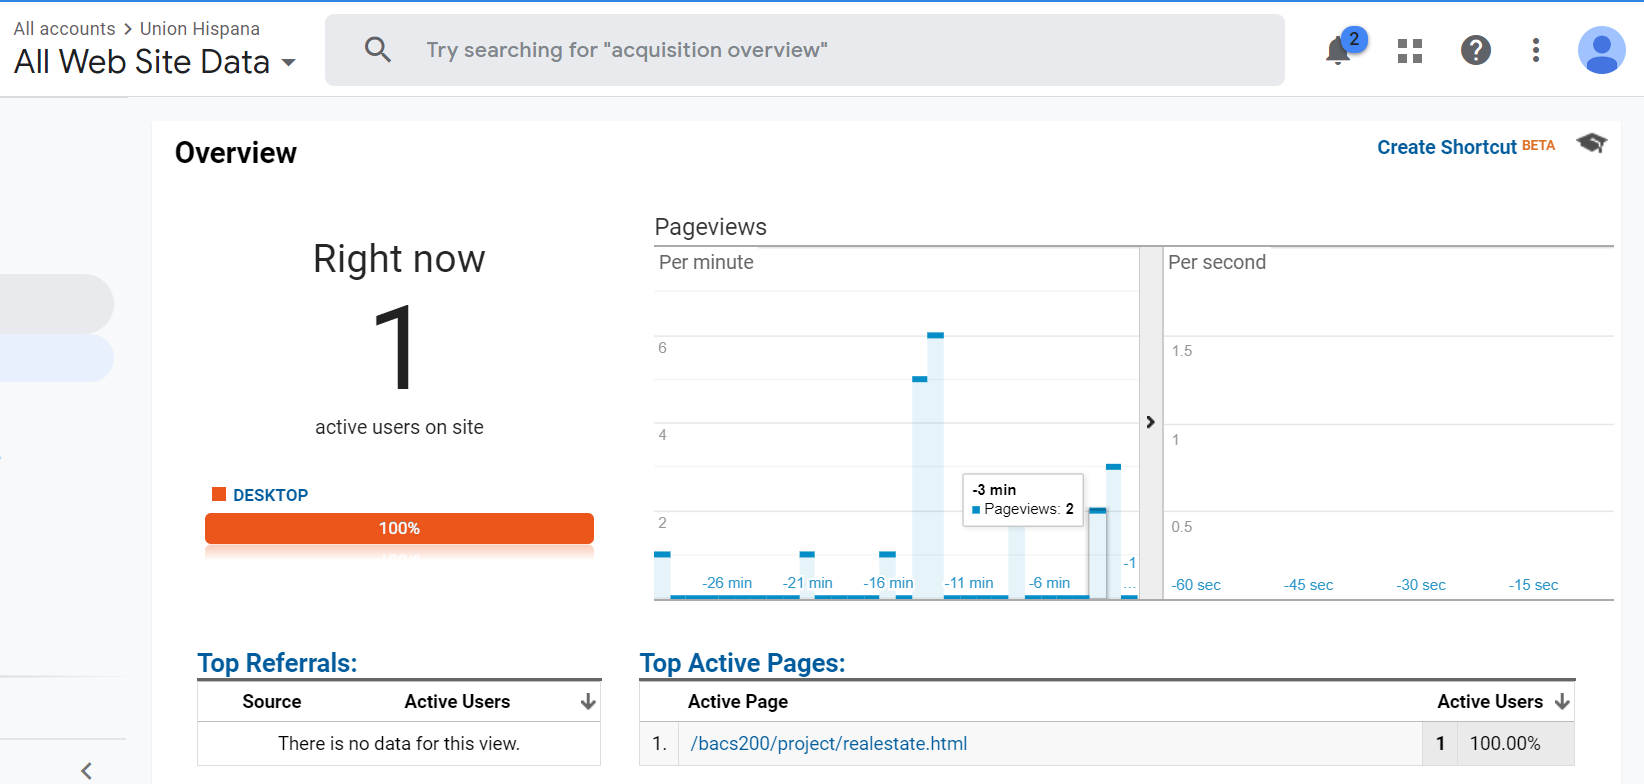 All accounts > Union Hispana
All Web Site Data
Try searching for "acquisition overview"
2
Overview
Create Shortcut BETA
Right now
1
active users on site
DESKTOP
100%
Pageviews
Per minute
6
4
2
-3 min
Pageviews: 2
-26 min -21 min -16 min -11 min -6 min -1
...
Per second
1.5
1
0.5
-60 sec -45 sec -30 sec -15 sec
Top Referrals:
Source Active Users
There is no data for this view.
Top Active Pages:
Active Page Active Users
1. /bacs200/project/realestate.html 1 100.00%